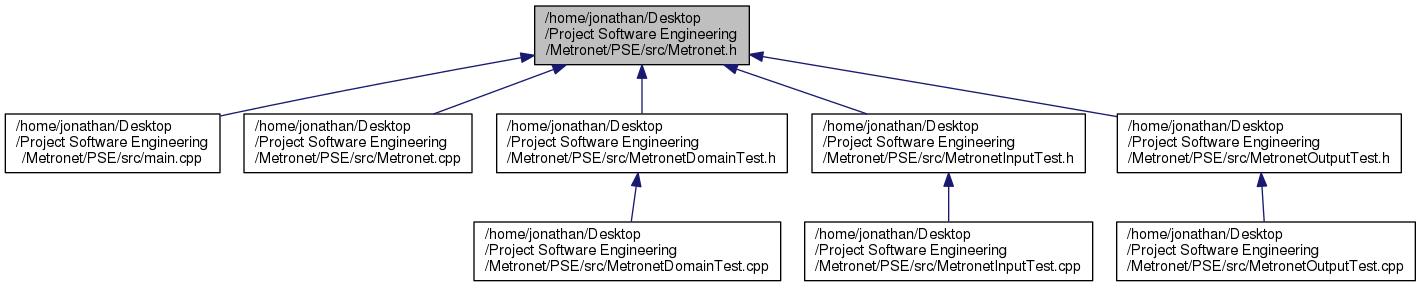 /home/jonathan/Desktop
/Project Software Engineering
/Metronet/PSE/src/Metronet.h
/home/jonathan/Desktop
/Project Software Engineering
/Metronet/PSE/src/main.cpp
/home/jonathan/Desktop
/Project Software Engineering
/Metronet/PSE/src/Metronet.cpp
/home/jonathan/Desktop
/Project Software Engineering
/Metronet/PSE/src/MetronetDomainTest.h
/home/jonathan/Desktop
/Project Software Engineering
/Metronet/PSE/src/MetronetInputTest.h
/home/jonathan/Desktop
/Project Software Engineering
/Metronet/PSE/src/MetronetOutputTest.h
/home/jonathan/Desktop
/Project Software Engineering
/Metronet/PSE/src/MetronetDomainTest.cpp
/home/jonathan/Desktop
/Project Software Engineering
/Metronet/PSE/src/MetronetInputTest.cpp
/home/jonathan/Desktop
/Project Software Engineering
/Metronet/PSE/src/MetronetOutputTest.cpp